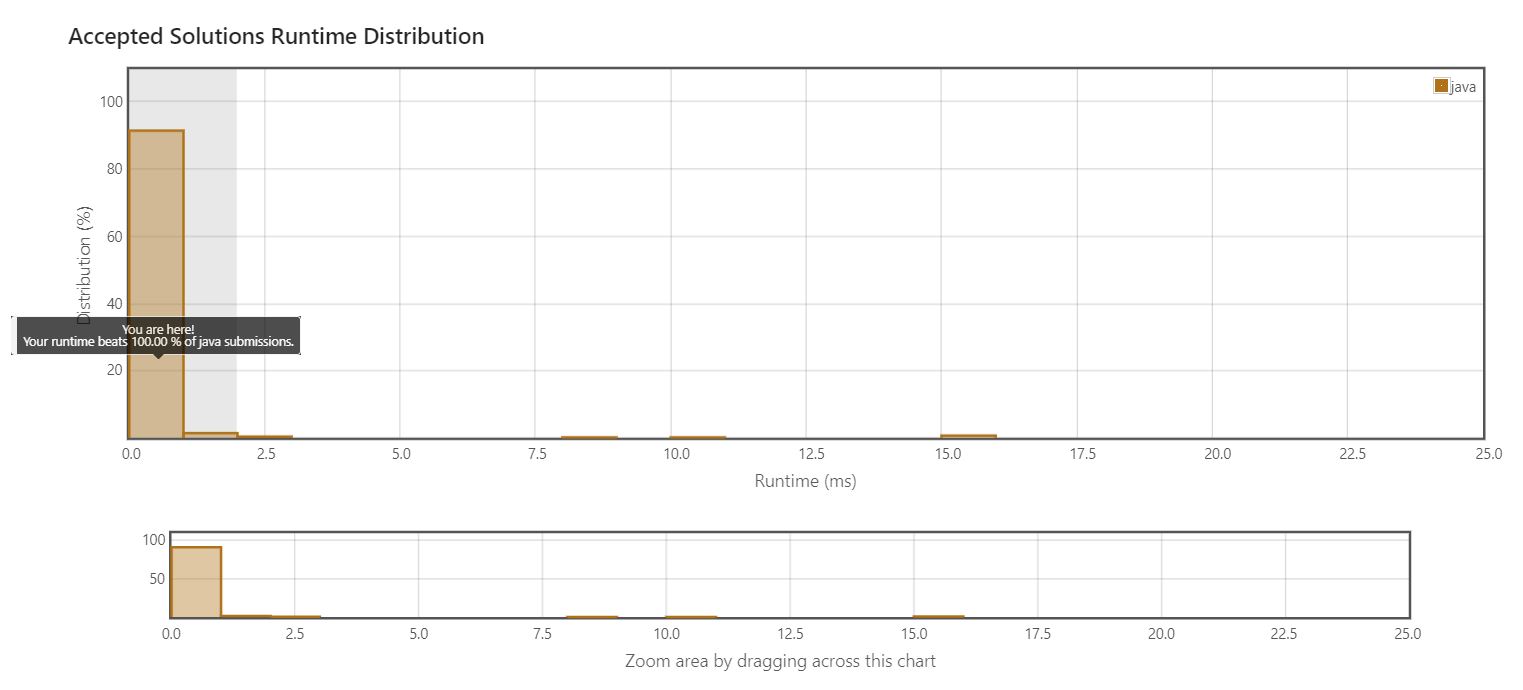 Accepted Solutions Runtime Distribution
java
Distribution (%)
100
80
60
40
20
You are here!
Your runtime beats 100.00 % of java submissions.
0.0 2.5 5.0 7.5 10.0 12.5 15.0 17.5 20.0 22.5 25.0
Runtime (ms)
100
50
0.0 2.5 5.0 7.5 10.0 12.5 15.0 17.5 20.0 22.5 25.0
Zoom area by dragging across this chart